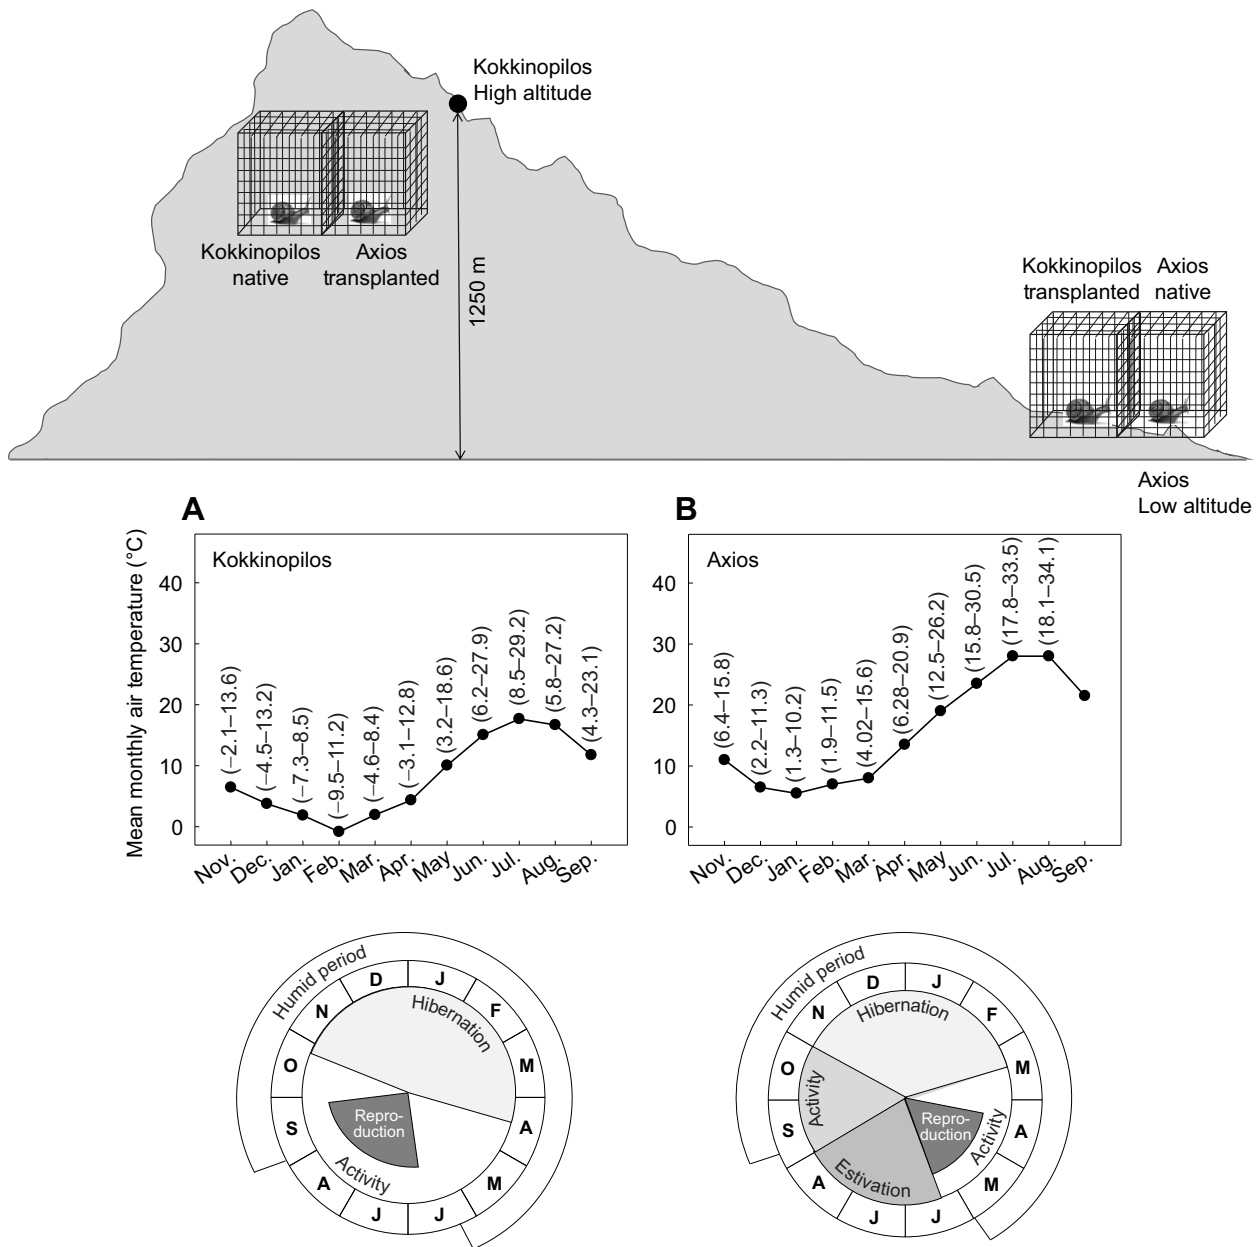 Kokkinopilos
High altitude
Kokkinopilos
native
Axios
transplanted
1250 m
Kokkinopilos
transplanted
Axios
native
Axios
Low altitude
A
Mean monthly air temperature (°C)
Kokkinopilos
40
30
20
10
0
(–2.1–13.6)
(–4.5–13.2)
(–7.3–8.5)
(–9.5–11.2)
(–4.6–8.4)
(–3.1–12.8)
(3.2–18.6)
(6.2–27.9)
(8.5–29.2)
(5.8–27.2)
(4.3–23.1)
Nov.
Dec.
Jan.
Feb.
Mar.
Apr.
May
Jun.
Jul.
Aug.
Sep.
B
Axios
40
30
20
10
0
(6.4–15.8)
(2.2–11.3)
(1.3–10.2)
(1.9–11.5)
(4.02–15.6)
(6.28–20.9)
(12.5–26.2)
(15.8–30.5)
(17.8–33.5)
(18.1–34.1)
Nov.
Dec.
Jan.
Feb.
Mar.
Apr.
May
Jun.
Jul.
Aug.
Sep.
Humid period
J
F
M
A
M
J
J
A
S
O
N
D
Hibernation
Repro-
duction
Activity
Humid period
J
F
M
A
M
J
J
A
S
O
N
D
Hibernation
Activity
Repro-
duction
Activity
Estivation